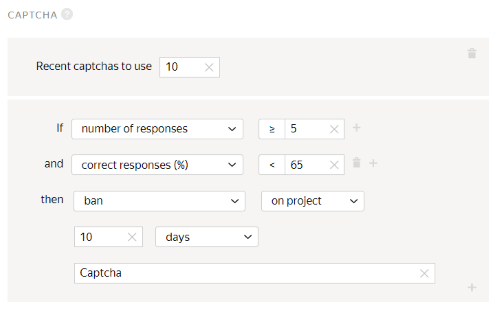 CAPTCHA ?
Recent captchas to use 10
If number of responses ≥ 5
and correct responses (%) < 65
then ban on project
10 days
Captcha